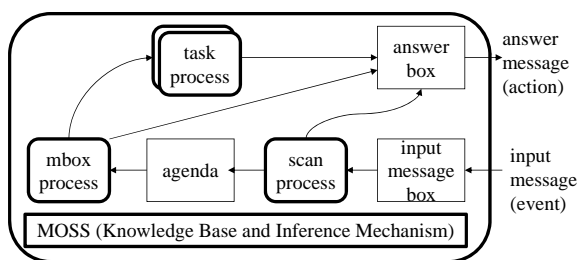 task
process
answer
box
answer
message
(action)
mbox
process
agenda
scan
process
input
message
box
input
message
(event)
MOSS (Knowledge Base and Inference Mechanism)